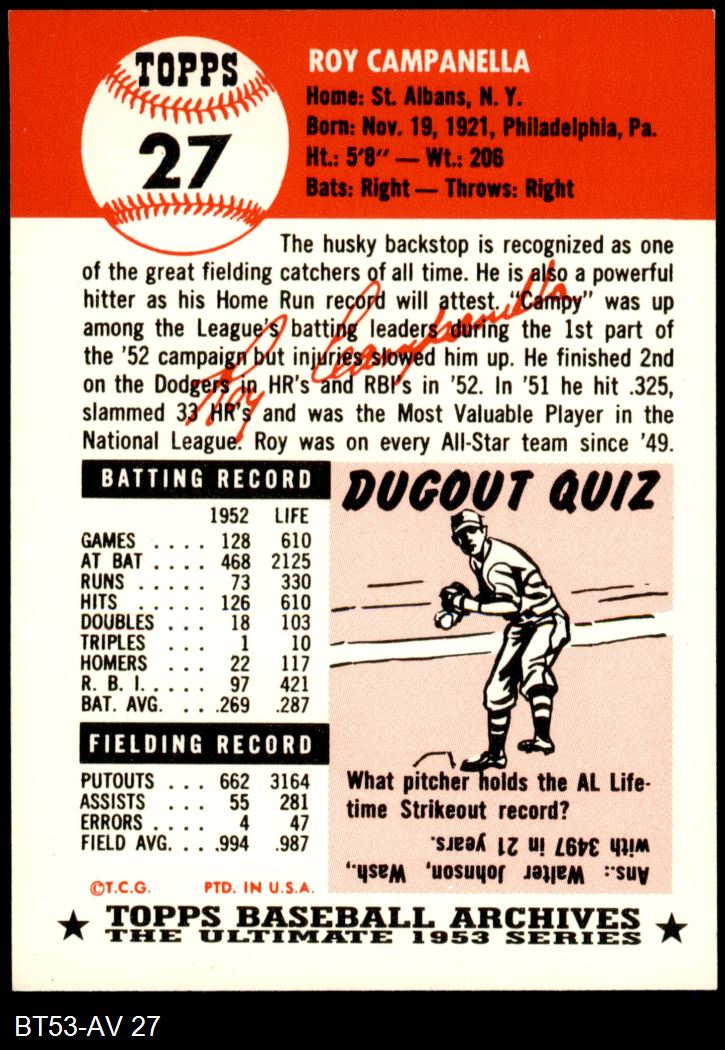 TOPPS
27
ROY CAMPANELLA
Home: St. Albans, N. Y.
Born: Nov. 19, 1921, Philadelphia, Pa.
Ht.: 5'8" — Wt.: 206
Bats: Right — Throws: Right
The husky backstop is recognized as one
of the great fielding catchers of all time. He is also a powerful
hitter as his Home Run record will attest. "Campy" was up
among the League's batting leaders during the 1st part of
the '52 campaign but injuries slowed him up. He finished 2nd
on the Dodgers in HR's and RBI's in '52. In '51 he hit .325,
slammed 33 HR's and was the Most Valuable Player in the
National League. Roy was on every All-Star team since '49.
Roy Campanella
BATTING RECORD
1952 LIFE
GAMES .... 128 610
AT BAT .... 468 2125
RUNS ..... 73 330
HITS ..... 126 610
DOUBLES ... 18 103
TRIPLES ... 1 10
HOMERS ... 22 117
R. B. I. .... 97 421
BAT. AVG. ... .269 .287
FIELDING RECORD
PUTOUTS ... 662 3164
ASSISTS ... 55 281
ERRORS .... 4 47
FIELD AVG. ... .994 .987
©T.C.G. PTD. IN U.S.A.
DUGOUT QUIZ
What pitcher holds the AL Life-
time Strikeout record?
Ans.: Walter Johnson, Wash.,
with 3497 in 21 years.
TOPPS BASEBALL ARCHIVES
THE ULTIMATE 1953 SERIES
BT53-AV 27